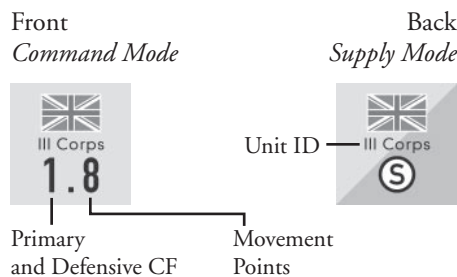 Front
Command Mode
Back
Supply Mode
III Corps
1.8
Unit ID
III Corps
S
Primary
and Defensive CF
Movement
Points